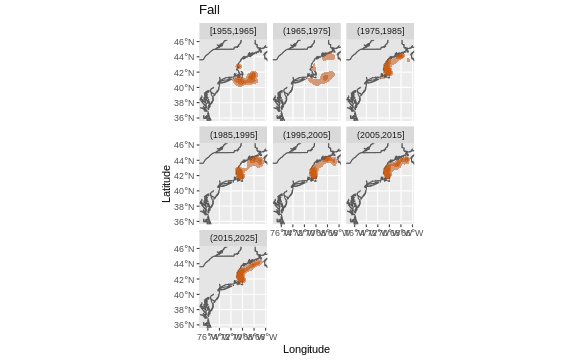 Fall
[1955,1965]
(1965,1975]
(1975,1985]
46°N
44°N
42°N
40°N
38°N
36°N
(1985,1995]
(1995,2005]
(2005,2015]
46°N
44°N
42°N
40°N
38°N
36°N
(2015,2025]
46°N
44°N
42°N
40°N
38°N
36°N
Latitude
Longitude